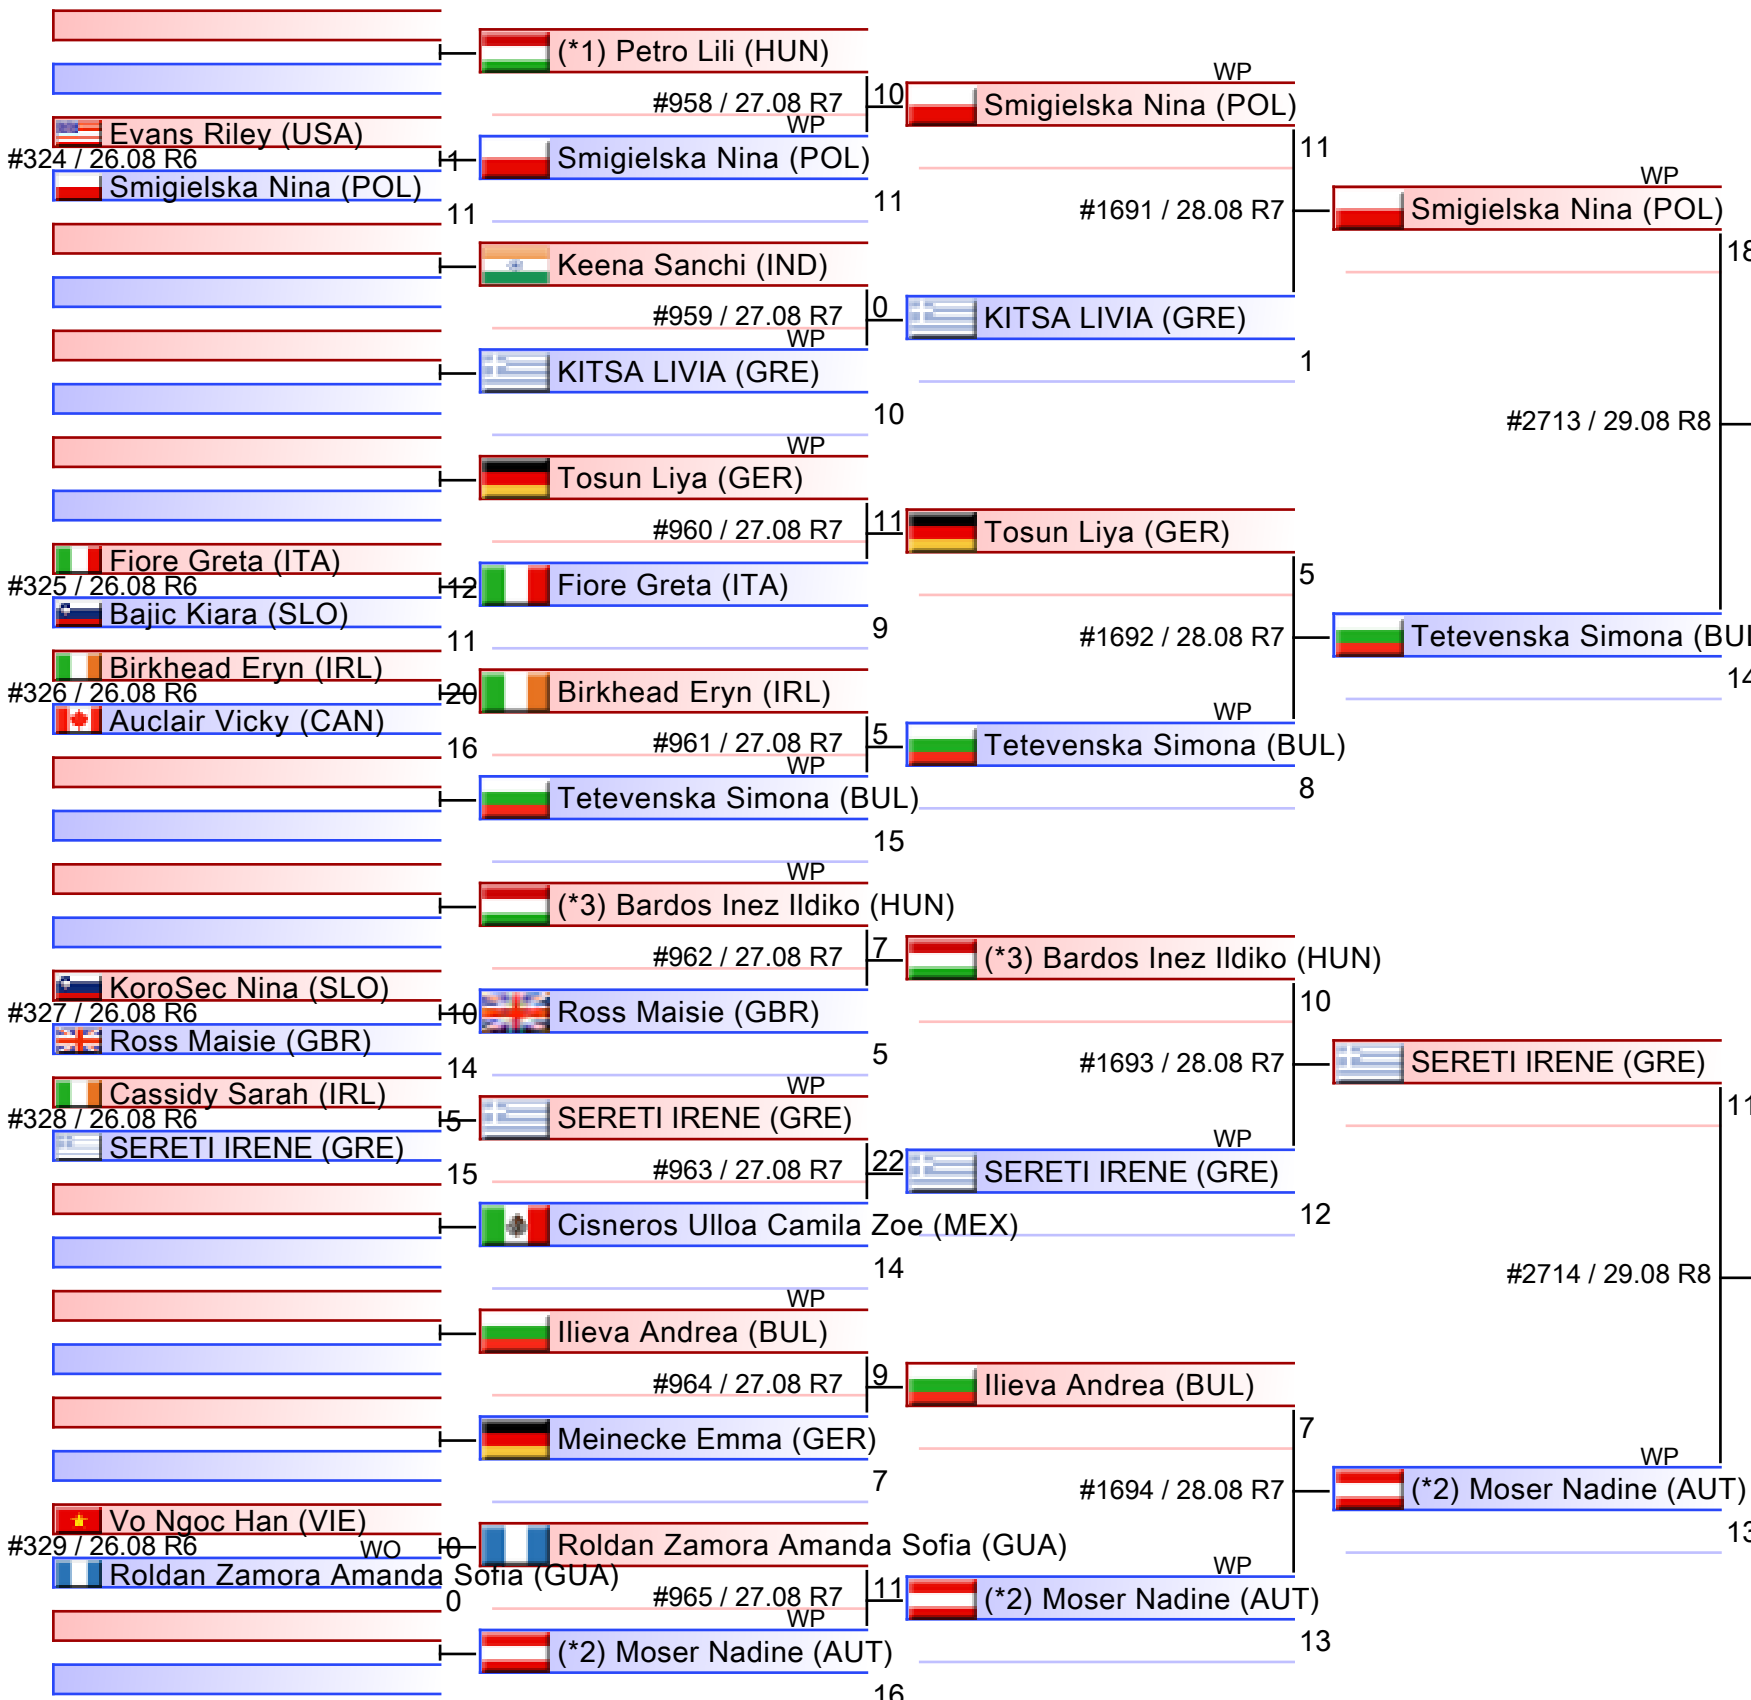 (*1) Petro Lili (HUN)
WP
#958 / 27.08 R7
10
Smigielska Nina (POL)
WP
Evans Riley (USA)
#324 / 26.08 R6
1
Smigielska Nina (POL)
11
Smigielska Nina (POL)
11
11
WP
#1691 / 28.08 R7
Smigielska Nina (POL)
18
Keena Sanchi (IND)
#959 / 27.08 R7
0
KITSA LIVIA (GRE)
WP
KITSA LIVIA (GRE)
1
10
#2713 / 29.08 R8
WP
Tosun Liya (GER)
#960 / 27.08 R7
11
Tosun Liya (GER)
Fiore Greta (ITA)
#325 / 26.08 R6
12
Fiore Greta (ITA)
5
Bajic Kiara (SLO)
11
9
#1692 / 28.08 R7
Tetevenska Simona (BUL
14
Birkhead Eryn (IRL)
#326 / 26.08 R6
20
Birkhead Eryn (IRL)
Auclair Vicky (CAN)
16
WP
#961 / 27.08 R7
5
Tetevenska Simona (BUL)
WP
Tetevenska Simona (BUL)
8
15
WP
(*3) Bardos Inez Ildiko (HUN)
#962 / 27.08 R7
7
(*3) Bardos Inez Ildiko (HUN)
KoroSec Nina (SLO)
#327 / 26.08 R6
10
Ross Maisie (GBR)
10
Ross Maisie (GBR)
14
5
#1693 / 28.08 R7
SERETI IRENE (GRE)
11
WP
Cassidy Sarah (IRL)
#328 / 26.08 R6
5
SERETI IRENE (GRE)
SERETI IRENE (GRE)
15
WP
#963 / 27.08 R7
22
SERETI IRENE (GRE)
Cisneros Ulloa Camila Zoe (MEX)
12
14
#2714 / 29.08 R8
WP
Ilieva Andrea (BUL)
#964 / 27.08 R7
9
Ilieva Andrea (BUL)
Meinecke Emma (GER)
7
7
WP
#1694 / 28.08 R7
(*2) Moser Nadine (AUT)
13
Vo Ngoc Han (VIE)
#329 / 26.08 R6
WO
0
Roldan Zamora Amanda Sofia (GUA)
Roldan Zamora Amanda Sofia (GUA)
0
WP
#965 / 27.08 R7
11
(*2) Moser Nadine (AUT)
WP
(*2) Moser Nadine (AUT)
13
16